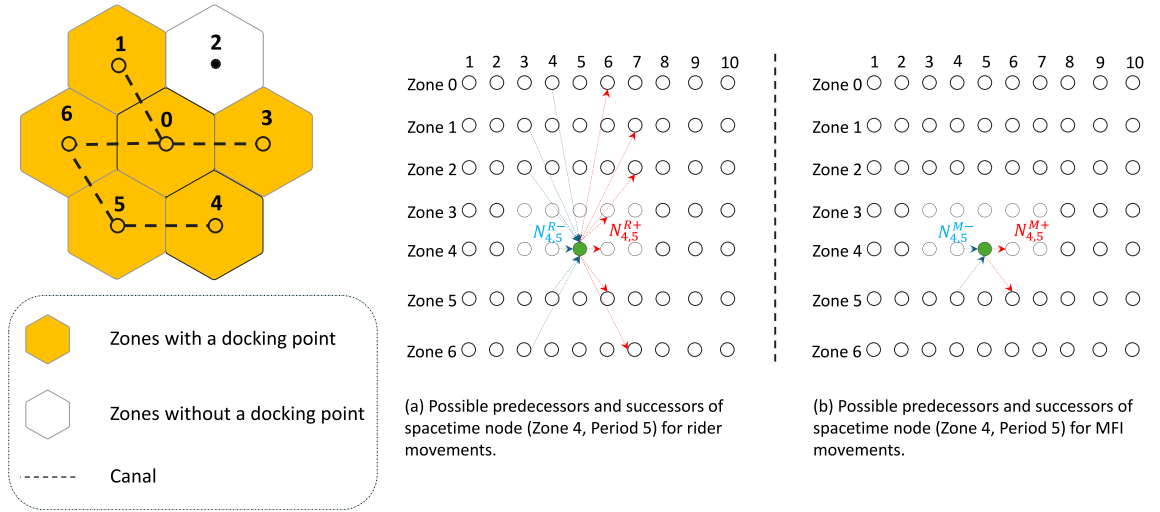 1
2
6
0
3
5
4
Zones with a docking point
Zones without a docking point
Canal
1 2 3 4 5 6 7 8 9 10
Zone 0
Zone 1
Zone 2
Zone 3
Zone 4
Zone 5
Zone 6
N_{4,5}^{R-}
N_{4,5}^{R+}
(a) Possible predecessors and successors of
spacetime node (Zone 4, Period 5) for rider
movements.
1 2 3 4 5 6 7 8 9 10
Zone 0
Zone 1
Zone 2
Zone 3
Zone 4
Zone 5
Zone 6
N_{4,5}^{M-}
N_{4,5}^{M+}
(b) Possible predecessors and successors of
spacetime node (Zone 4, Period 5) for MFI
movements.